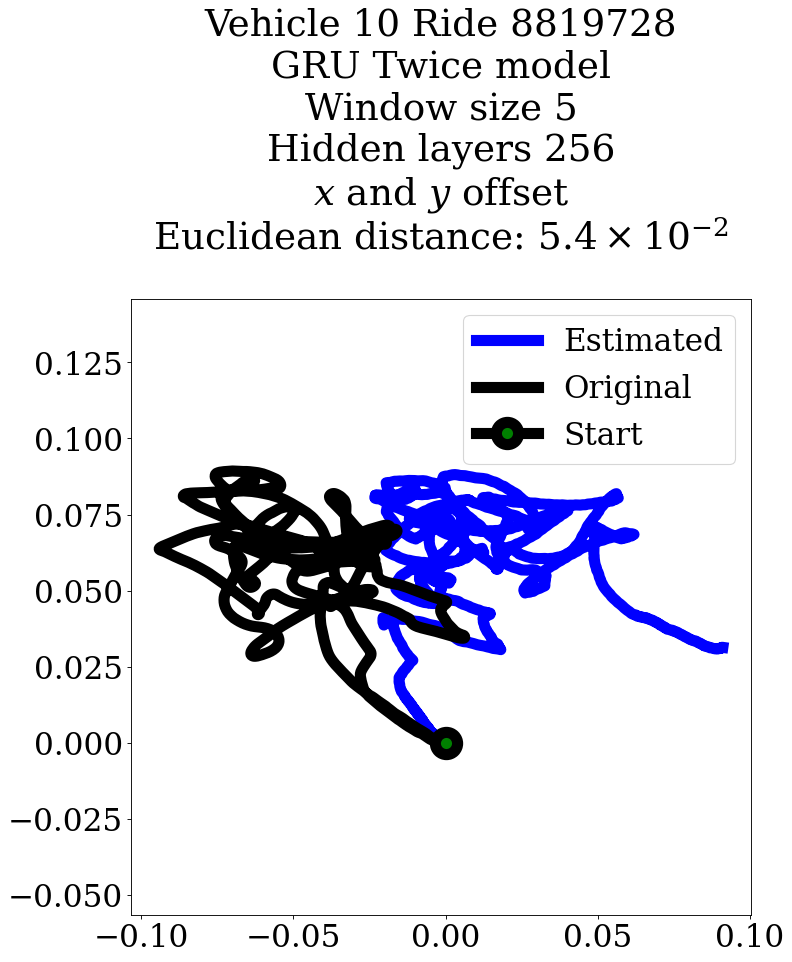 Vehicle 10 Ride 8819728
GRU Twice model
Window size 5
Hidden layers 256
x and y offset
Euclidean distance: 5.4 × 10⁻²
Estimated
Original
Start
0.125
0.100
0.075
0.050
0.025
0.000
−0.025
−0.050
−0.10 −0.05 0.00 0.05 0.10